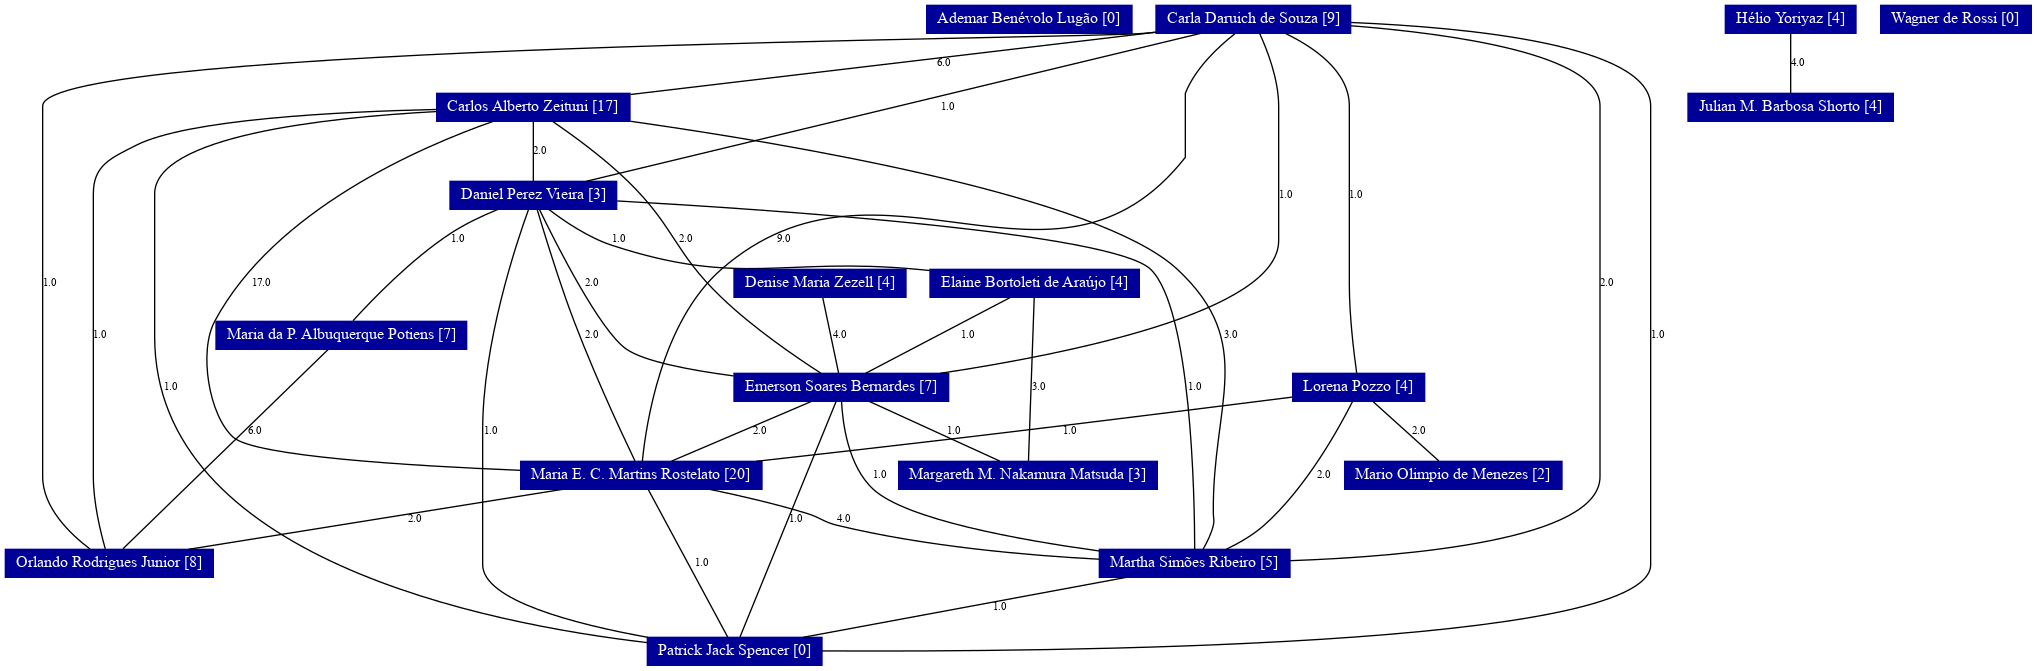 Ademar Benévolo Lugão [0]
Carla Daruich de Souza [9]
Hélio Yoriyaz [4]
Wagner de Rossi [0]
6.0
4.0
Carlos Alberto Zeituni [17]
1.0
Julian M. Barbosa Shorto [4]
2.0
Daniel Perez Vieira [3]
1.0
1.0
1.0
1.0
2.0
9.0
1.0
17.0
2.0
Denise Maria Zezell [4]
Elaine Bortoleti de Araújo [4]
2.0
1.0
Maria da P. Albuquerque Potiens [7]
2.0
4.0
1.0
3.0
1.0
1.0
Emerson Soares Bernardes [7]
3.0
1.0
Lorena Pozzo [4]
6.0
1.0
2.0
1.0
1.0
2.0
Maria E. C. Martins Rostelato [20]
1.0
Margareth M. Nakamura Matsuda [3]
2.0
Mario Olimpio de Menezes [2]
2.0
1.0
4.0
Orlando Rodrigues Junior [8]
1.0
Martha Simões Ribeiro [5]
1.0
Patrick Jack Spencer [0]